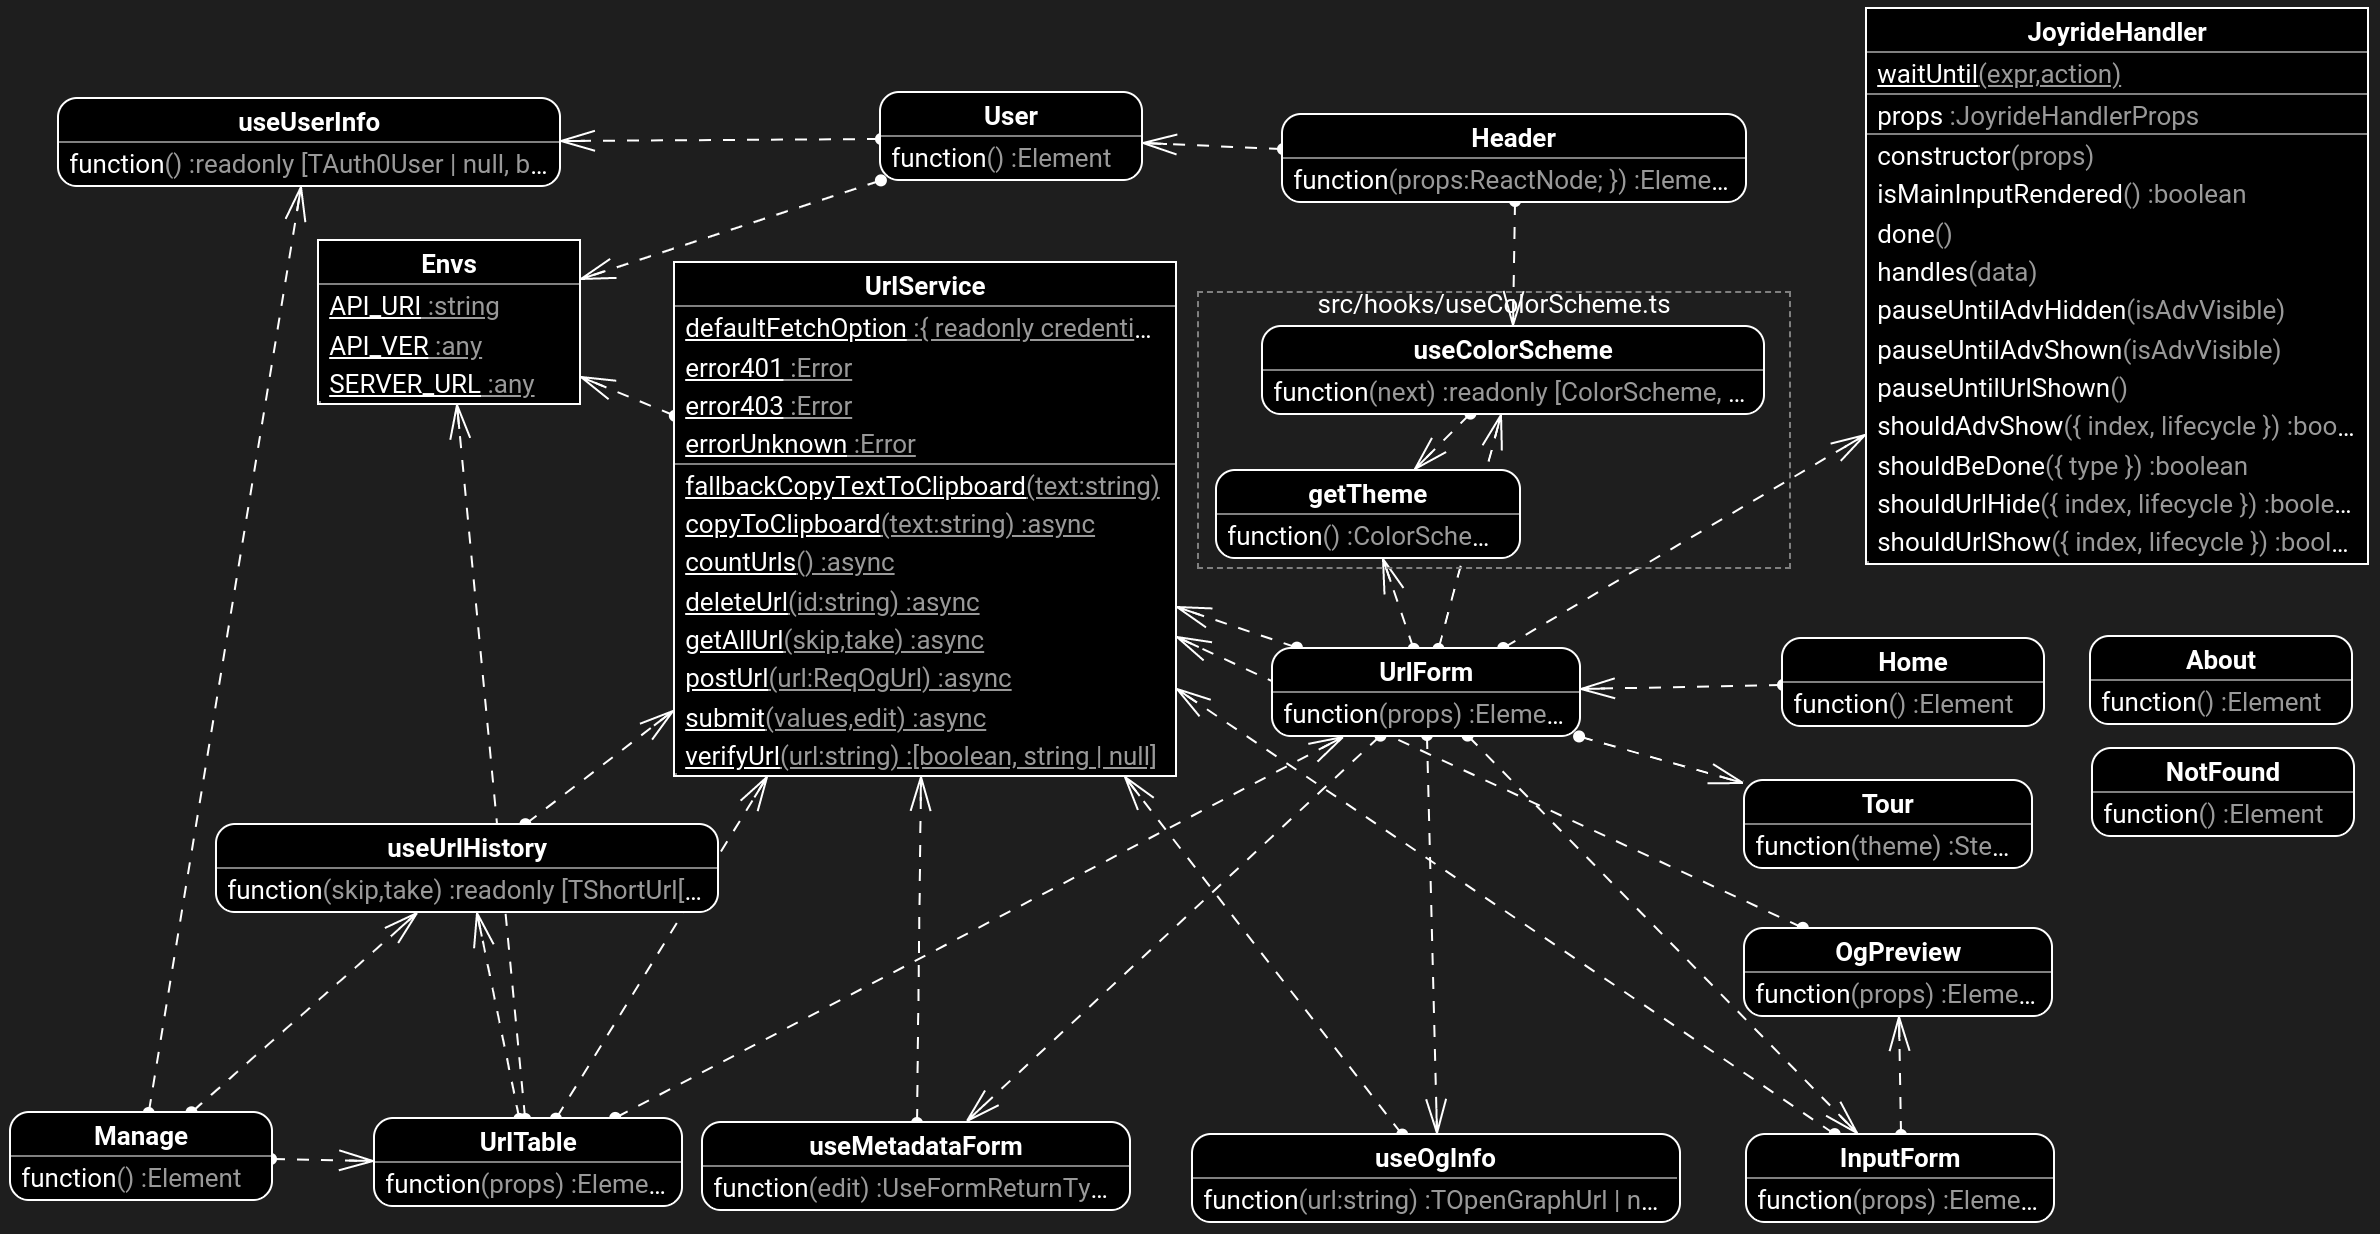 JoyrideHandler
waitUntil(expr,action)
props :JoyrideHandlerProps
constructor(props)
isMainInputRendered() :boolean
done()
handles(data)
pauseUntilAdvHidden(isAdvVisible)
pauseUntilAdvShown(isAdvVisible)
pauseUntilUrlShown()
shouldAdvShow({ index, lifecycle }) :boo...
shouldBeDone({ type }) :boolean
shouldUrlHide({ index, lifecycle }) :boole...
shouldUrlShow({ index, lifecycle }) :bool...
useUserInfo
function() :readonly [TAuth0User | null, b...
User
function() :Element
Header
function(props:ReactNode; }) :Eleme...
Envs
API_URI :string
API_VER :any
SERVER_URL :any
UrlService
defaultFetchOption :{ readonly credenti...
error401 :Error
error403 :Error
errorUnknown :Error
fallbackCopyTextToClipboard(text:string)
copyToClipboard(text:string) :async
countUrls() :async
deleteUrl(id:string) :async
getAllUrl(skip,take) :async
postUrl(url:ReqOgUrl) :async
submit(values,edit) :async
verifyUrl(url:string) :[boolean, string | null]
src/hooks/useColorScheme.ts
useColorScheme
function(next) :readonly [ColorScheme, ...
getTheme
function() :ColorSche...
UrlForm
function(props) :Eleme...
Home
function() :Element
About
function() :Element
NotFound
function() :Element
Tour
function(theme) :Ste...
useUrlHistory
function(skip,take) :readonly [TShortUrl[...
OgPreview
function(props) :Eleme...
Manage
function() :Element
UrlTable
function(props) :Eleme...
useMetadataForm
function(edit) :UseFormReturnTy...
useOgInfo
function(url:string) :TOpenGraphUrl | n...
InputForm
function(props) :Eleme...